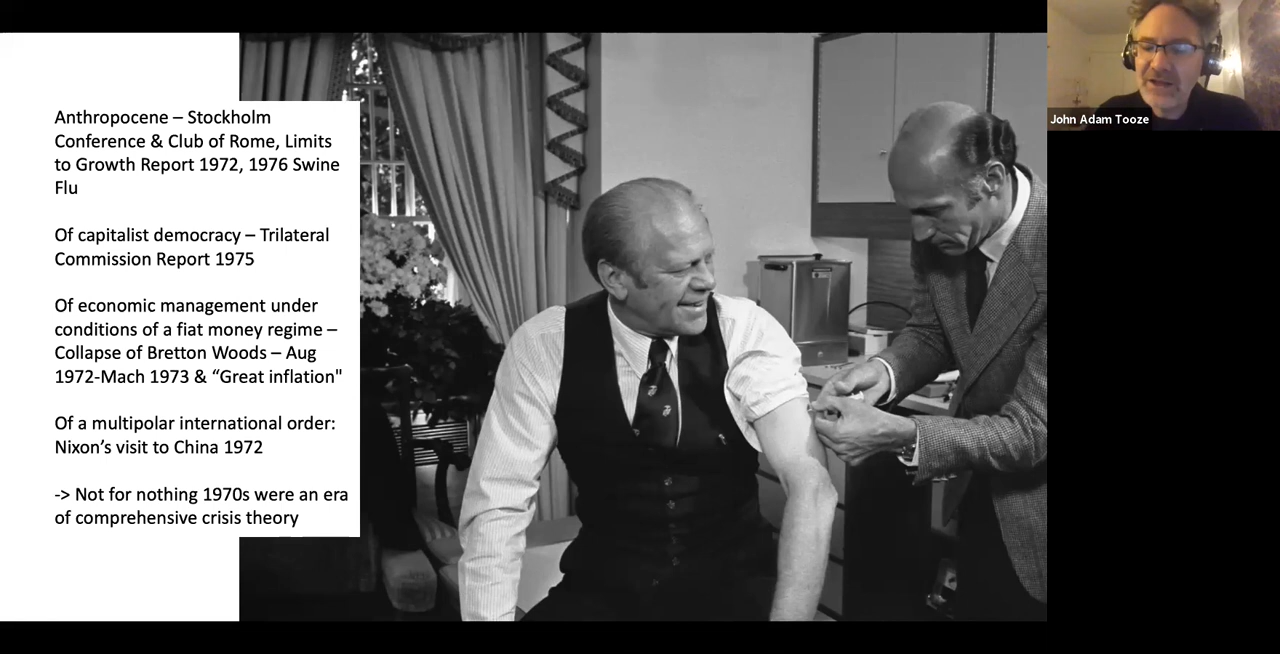 Anthropocene – Stockholm
Conference & Club of Rome, Limits
to Growth Report 1972, 1976 Swine
Flu
Of capitalist democracy – Trilateral
Commission Report 1975
Of economic management under
conditions of a fiat money regime –
Collapse of Bretton Woods – Aug
1972-Mach 1973 & “Great inflation"
Of a multipolar international order:
Nixon’s visit to China 1972
-> Not for nothing 1970s were an era
of comprehensive crisis theory
John Adam Tooze